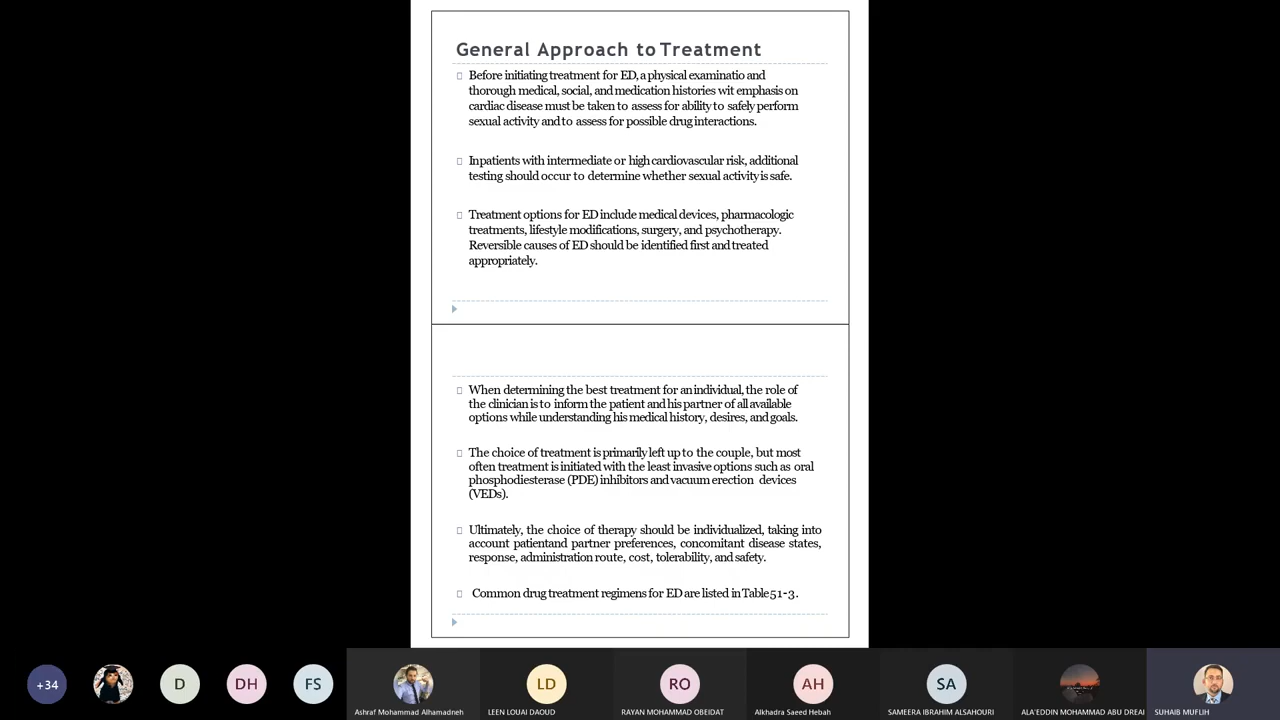 General Approach to Treatment
Before initiating treatment for ED, a physical examinatio and
thorough medical, social, and medication histories wit emphasis on
cardiac disease must be taken to assess for ability to safely perform
sexual activity and to assess for possible drug interactions.
Inpatients with intermediate or high cardiovascular risk, additional
testing should occur to determine whether sexual activity is safe.
Treatment options for ED include medical devices, pharmacologic
treatments, lifestyle modifications, surgery, and psychotherapy.
Reversible causes of ED should be identified first and treated
appropriately.
When determining the best treatment for an individual, the role of
the clinician is to inform the patient and his partner of all available
options while understanding his medical history, desires, and goals.
The choice of treatment is primarily left up to the couple, but most
often treatment is initiated with the least invasive options such as oral
phosphodiesterase (PDE) inhibitors and vacuum erection devices
(VEDs).
Ultimately, the choice of therapy should be individualized, taking into
account patientand partner preferences, concomitant disease states,
response, administration route, cost, tolerability, and safety.
Common drug treatment regimens for ED are listed in Table 51-3.
+34
D
DH
FS
LD
RO
AH
SA
Ashraf Mohammad Alhamadneh
LEEN LOUAI DAOUD
RAYAN MOHAMMAD OBEIDAT
Alkhadra Saeed Hebah
SAMEERA IBRAHIM ALSAHOURI
ALA'EDDIN MOHAMMAD ABU DREAI
SUHAIB MUFLIH